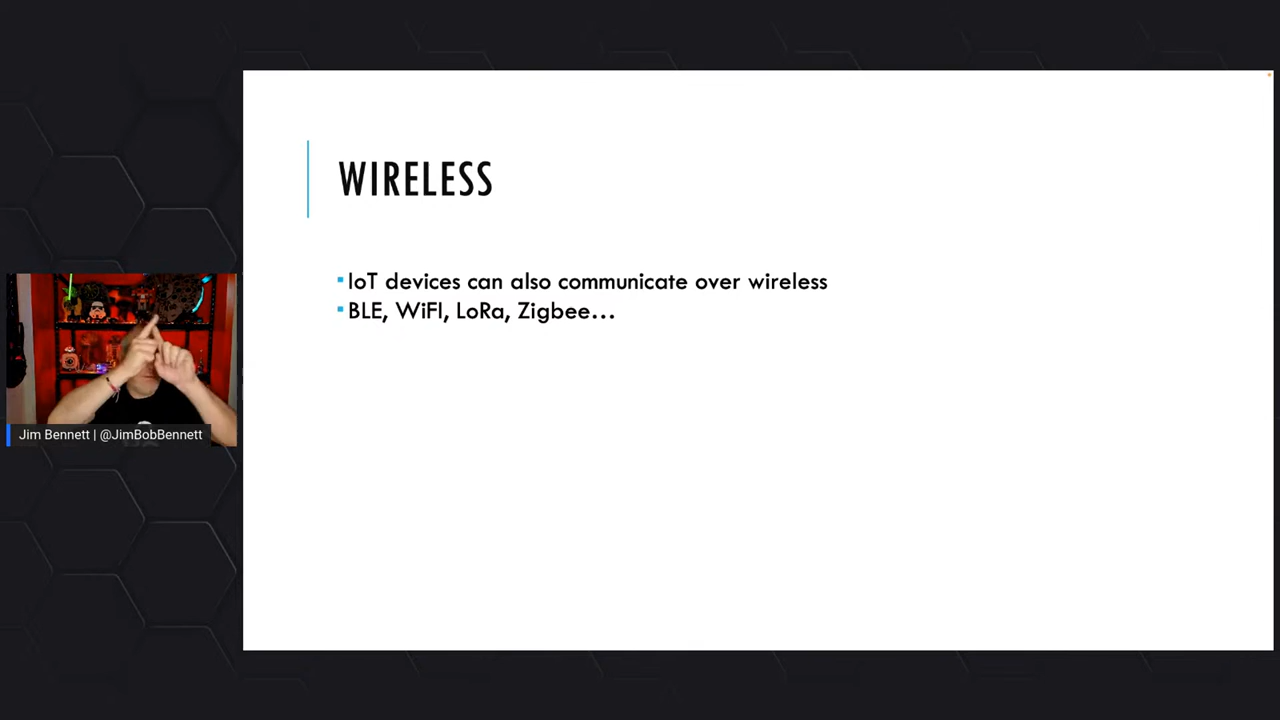 WIRELESS
IoT devices can also communicate over wireless
BLE, WiFI, LoRa, Zigbee...
Jim Bennett | @JimBobBennett